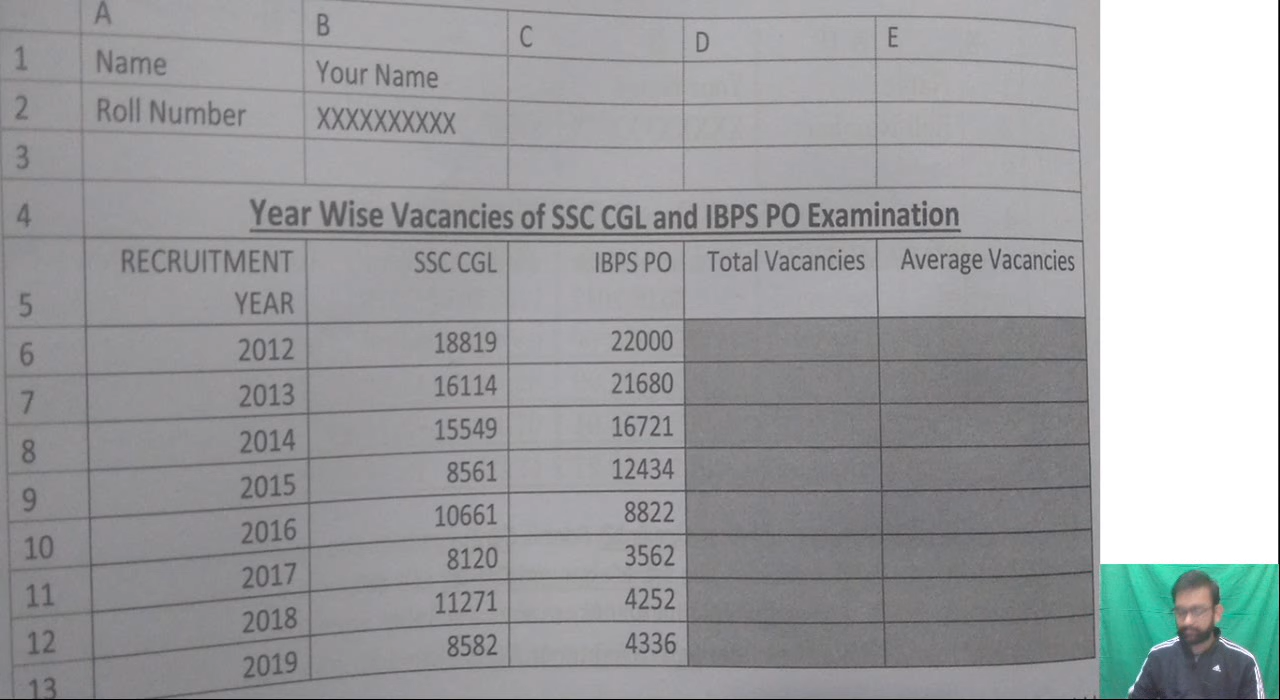 A B C D E
1 Name Your Name
2 Roll Number XXXXXXXXXX
3
4 Year Wise Vacancies of SSC CGL and IBPS PO Examination
5 RECRUITMENT YEAR SSC CGL IBPS PO Total Vacancies Average Vacancies
6 2012 18819 22000
7 2013 16114 21680
8 2014 15549 16721
9 2015 8561 12434
10 2016 10661 8822
11 2017 8120 3562
12 2018 11271 4252
13 2019 8582 4336